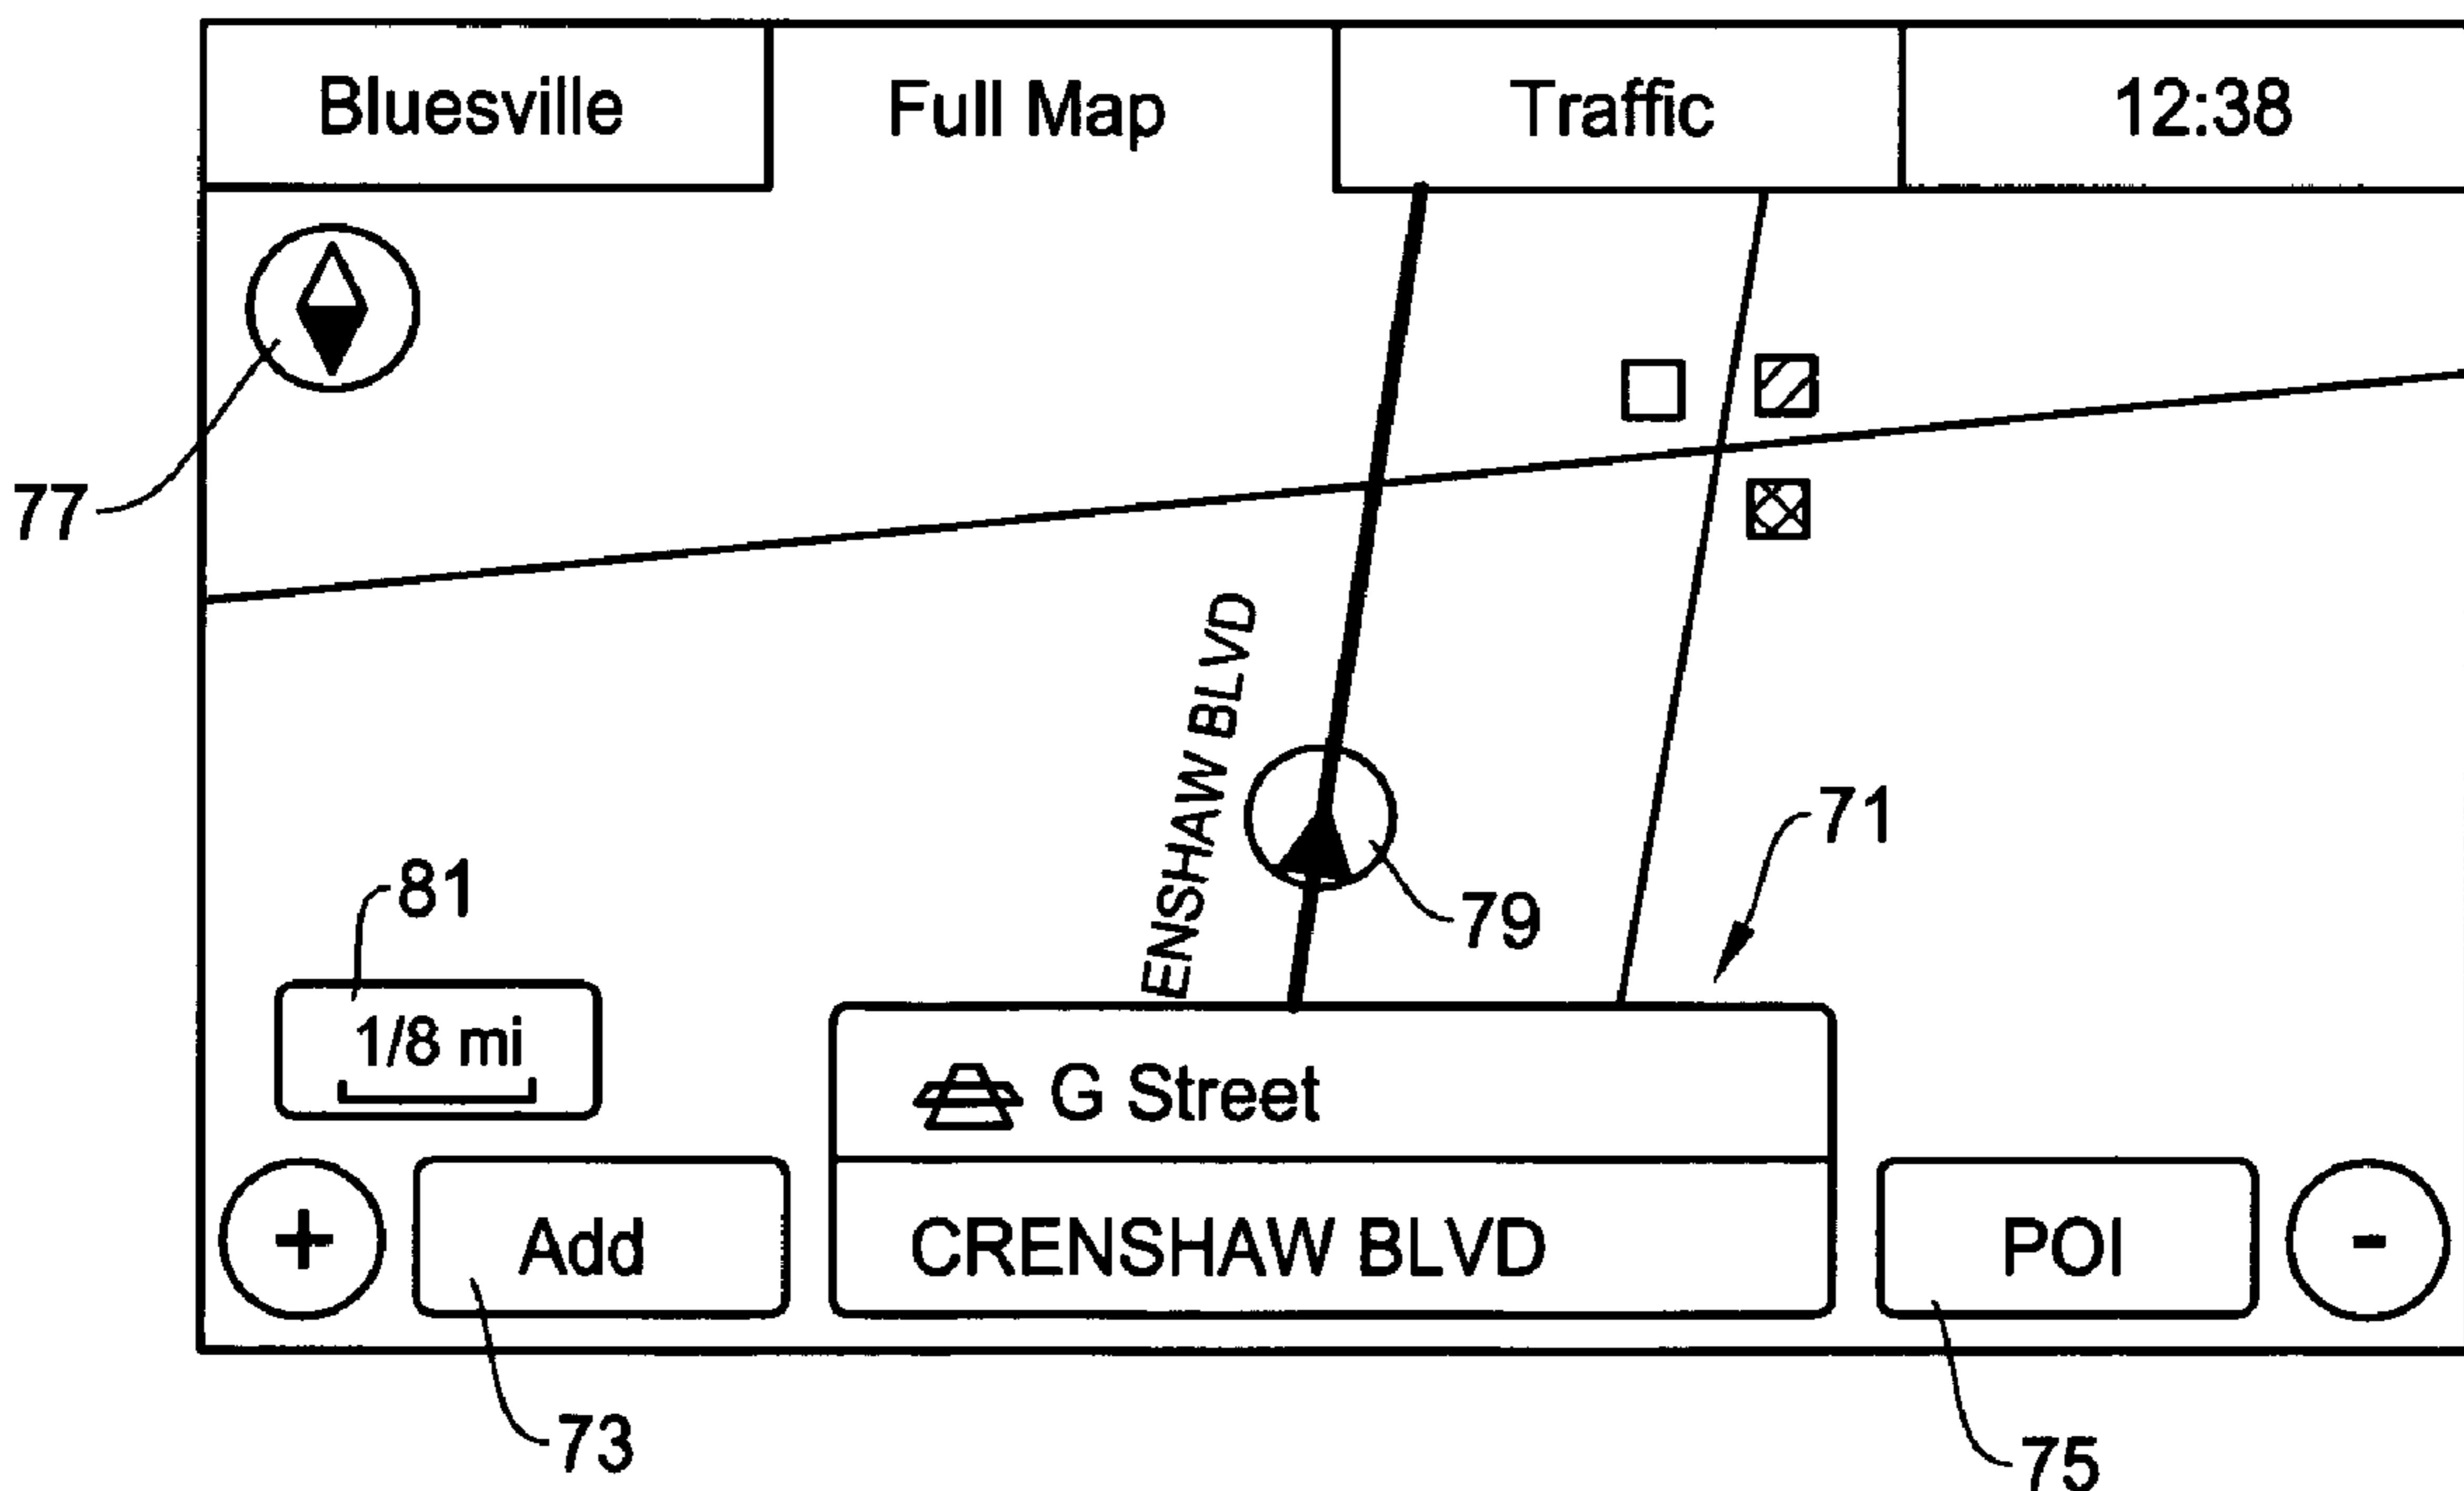 Bluesville
Full Map
Traffic
12:38
77
ENSHAW BLVD
71
81
79
1/8 mi
G Street
+
Add
CRENSHAW BLVD
POI
-
73
75